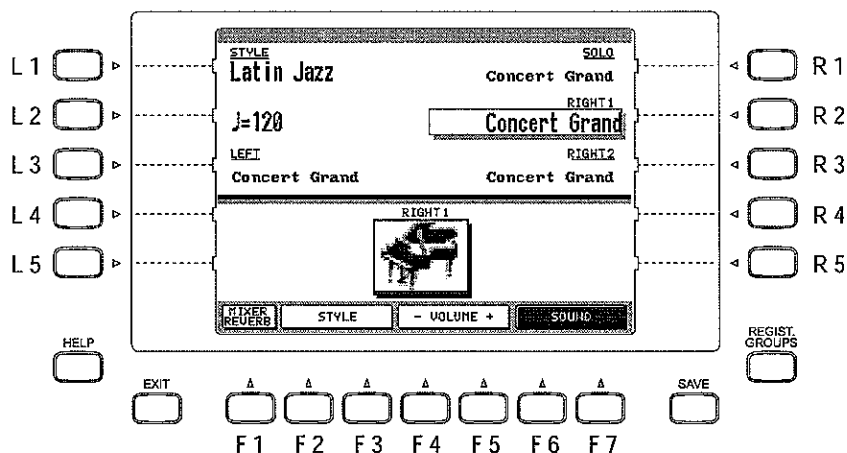 STYLE SOLO
L1 Latin Jazz Concert Grand R1
RIGHT1
L2 ♩=120 Concert Grand R2
LEFT RIGHT2
L3 Concert Grand Concert Grand R3
L4 RIGHT1 R4
L5 R5
MIXER REVERB STYLE - VOLUME + SOUND
HELP REGIST. GROUPS
EXIT SAVE
F1 F2 F3 F4 F5 F6 F7